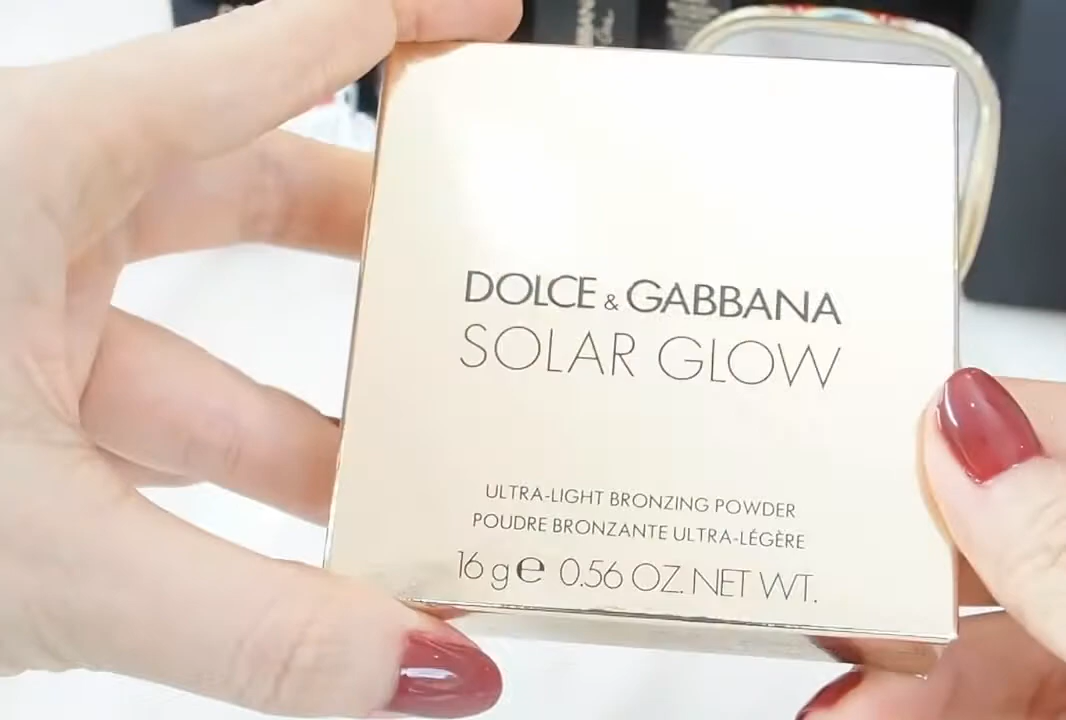 DOLCE & GABBANA
SOLAR GLOW
ULTRA-LIGHT BRONZING POWDER
POUDRE BRONZANTE ULTRA-LÉGÈRE
16 g ℮ 0.56 OZ. NET WT.